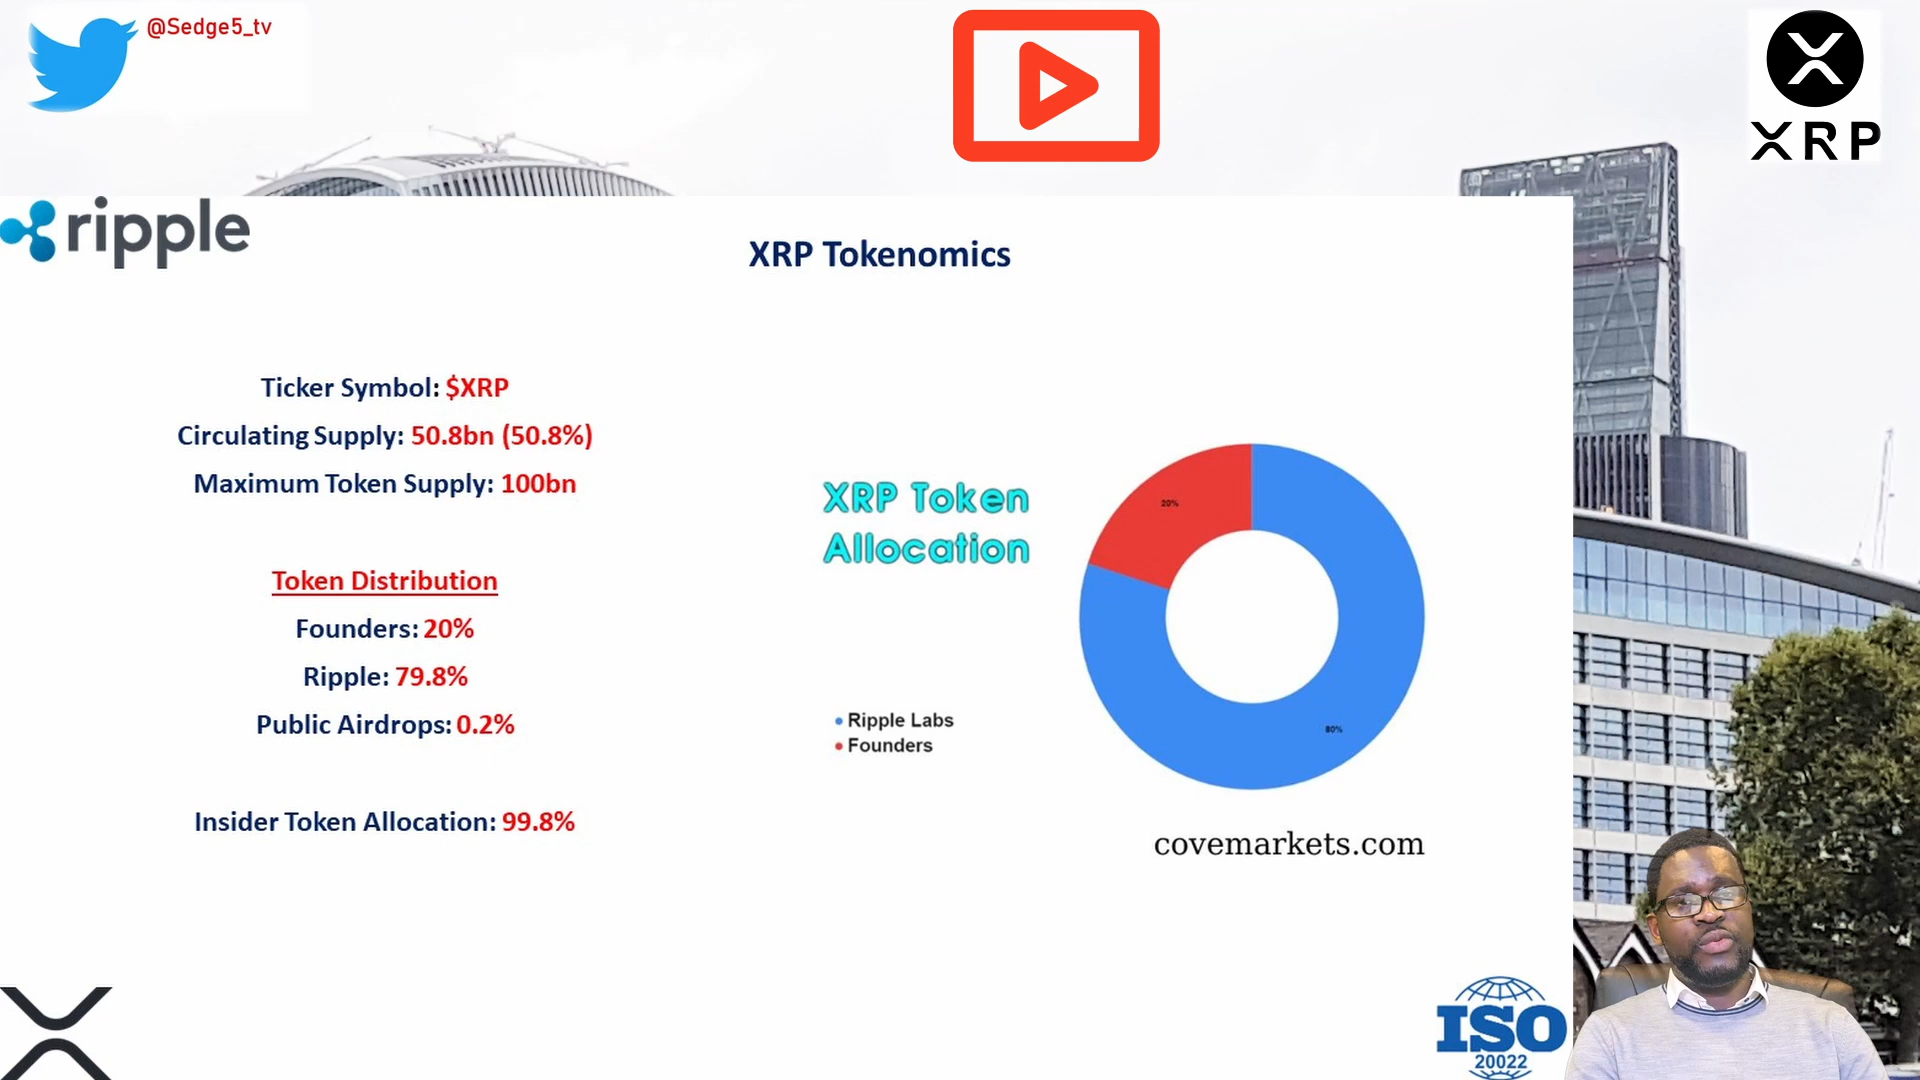 @Sedge5_tv
XRP
ripple
XRP Tokenomics
Ticker Symbol: $XRP
Circulating Supply: 50.8bn (50.8%)
Maximum Token Supply: 100bn
Token Distribution
Founders: 20%
Ripple: 79.8%
Public Airdrops: 0.2%
Insider Token Allocation: 99.8%
XRP Token
Allocation
20%
80%
Ripple Labs
Founders
covemarkets.com
ISO
20022